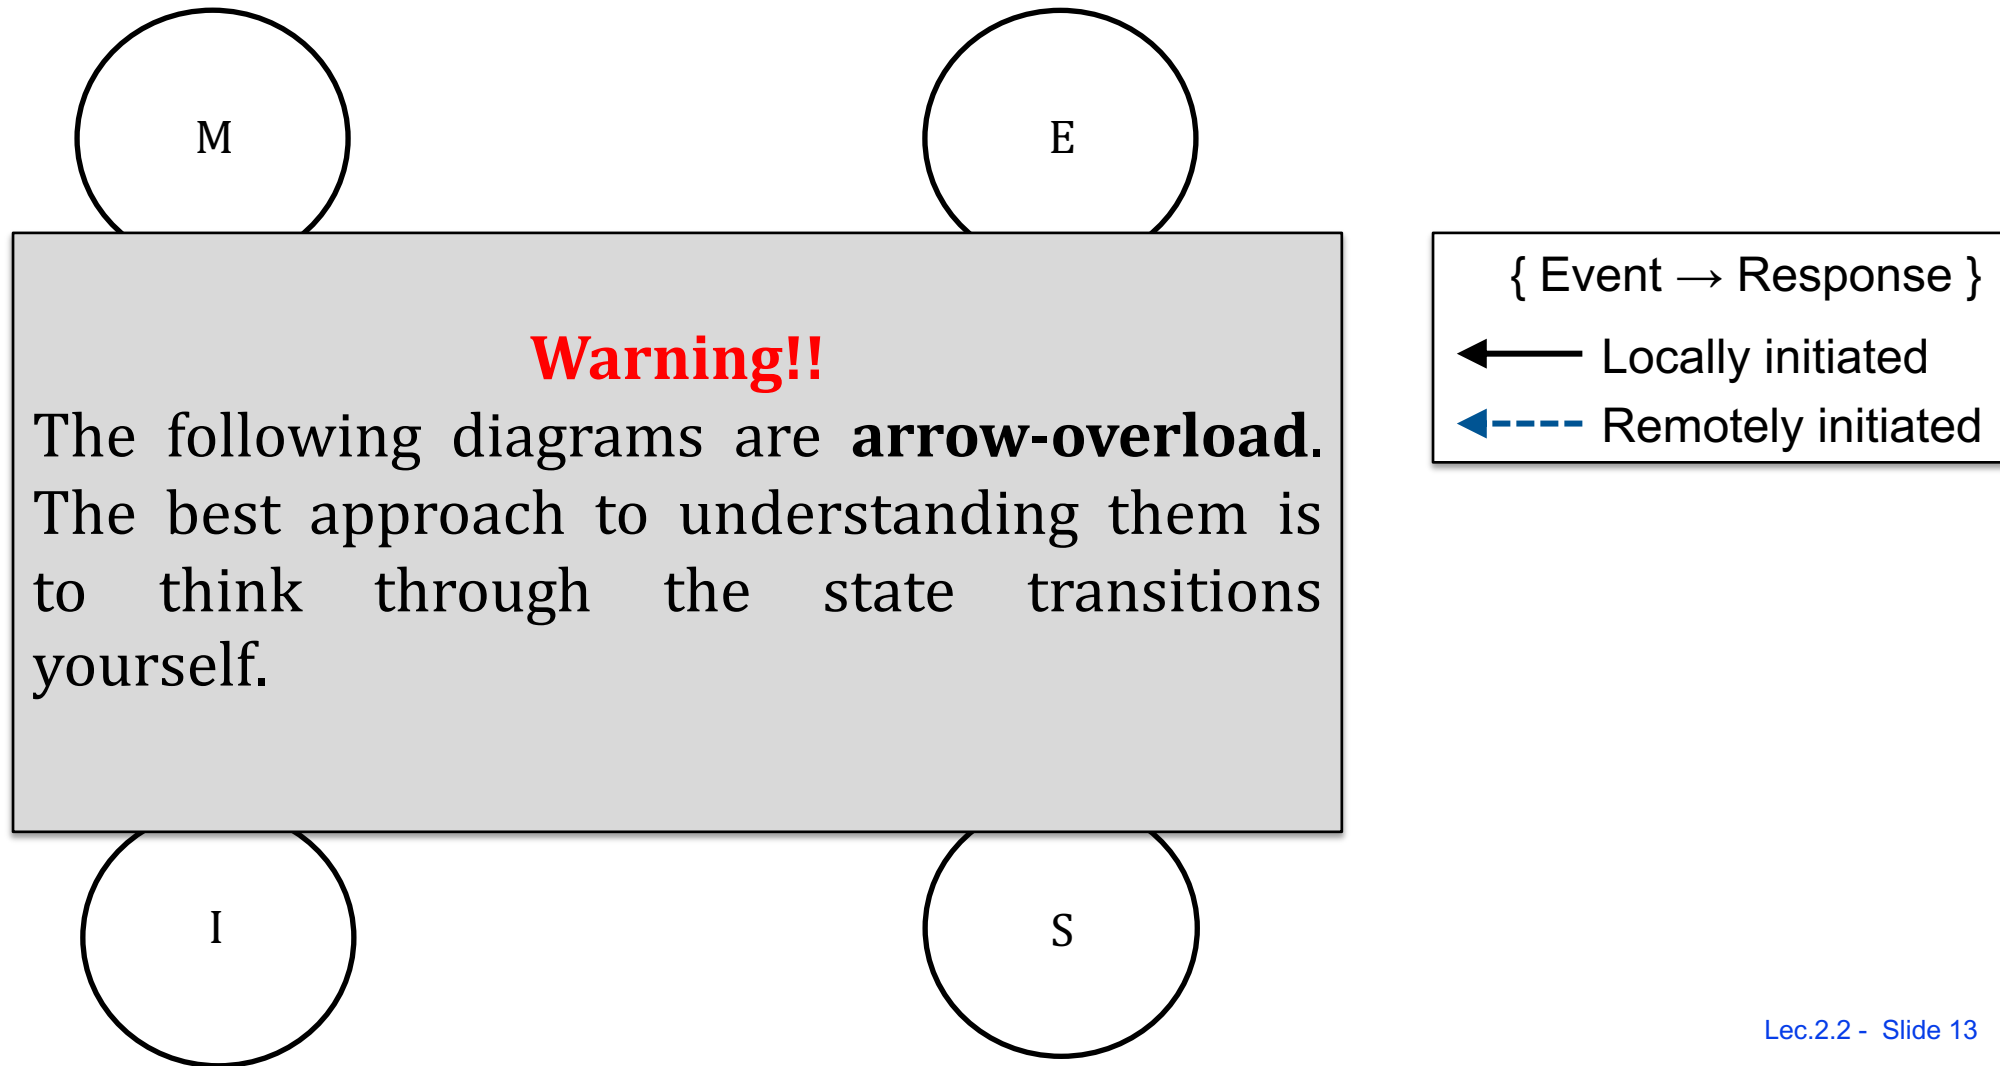 M
E
{ Event → Response }
Locally initiated
Remotely initiated
Warning!!
The following diagrams are arrow-overload.
The best approach to understanding them is
to think through the state transitions
yourself.
I
S
Lec.2.2 - Slide 13